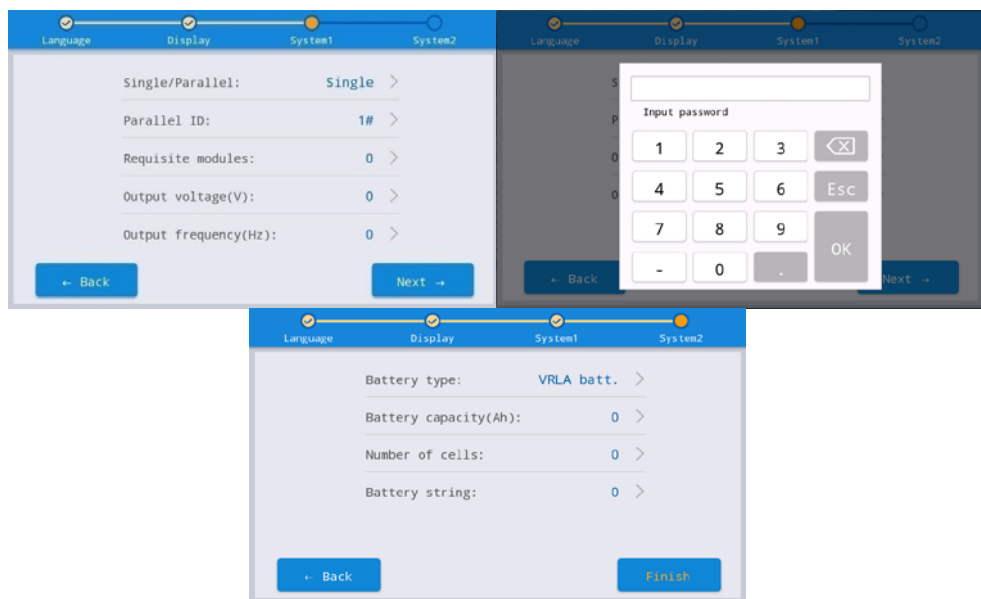 Language Display System1 System2
Single/Parallel: Single
Parallel ID: 1#
Requisite modules: 0
Output voltage(V): 0
Output frequency(Hz): 0
← Back Next →
Language Display System1 System2
S
P
O
O
Input password
1 2 3
4 5 6 Esc
7 8 9
OK
- 0 .
← Back Next →
Language Display System1 System2
Battery type: VRLA batt.
Battery capacity(Ah): 0
Number of cells: 0
Battery string: 0
← Back Finish